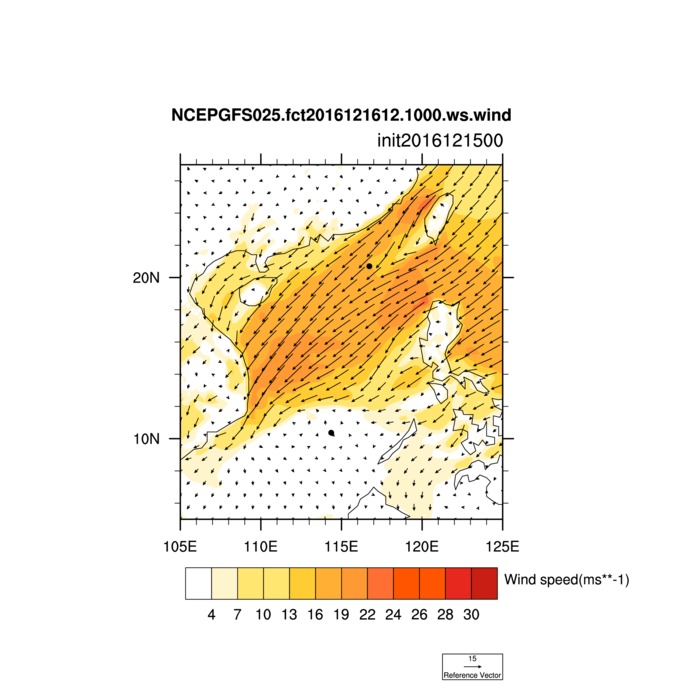 NCEPGFS025.fct2016121612.1000.ws.wind
init2016121500
20N
10N
105E 110E 115E 120E 125E
Wind speed(ms**-1)
4 7 10 13 16 19 22 24 26 28 30
15
Reference Vector